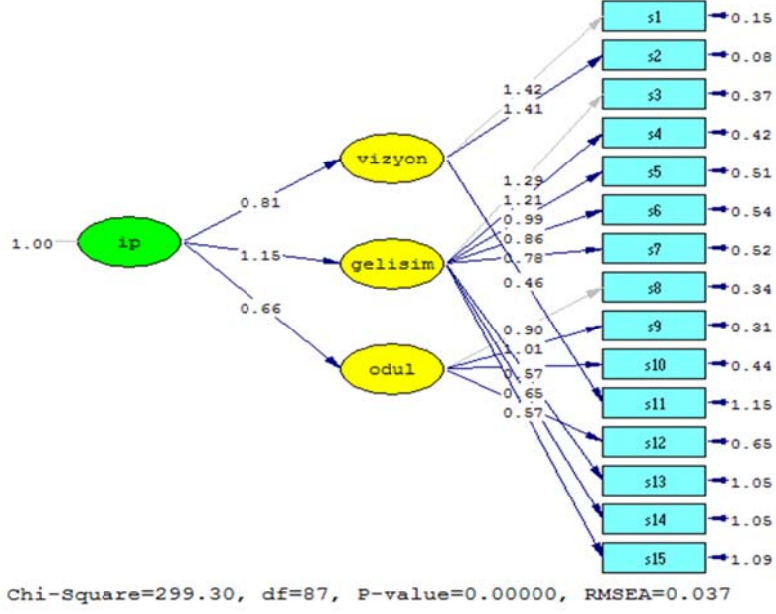 s1
0.15
s2
0.08
1.42
s3
0.37
1.41
s4
0.42
vizyon
s5
0.51
1.29
1.21
0.81
s6
0.54
0.99
1.00
ip
0.86
s7
0.52
1.15
gelisim
0.78
0.46
s8
0.34
0.66
0.90
s9
0.31
1.01
odul
0.57
s10
0.44
0.65
s11
1.15
0.57
s12
0.65
s13
1.05
s14
1.05
s15
1.09
Chi-Square=299.30, df=87, P-value=0.00000, RMSEA=0.037